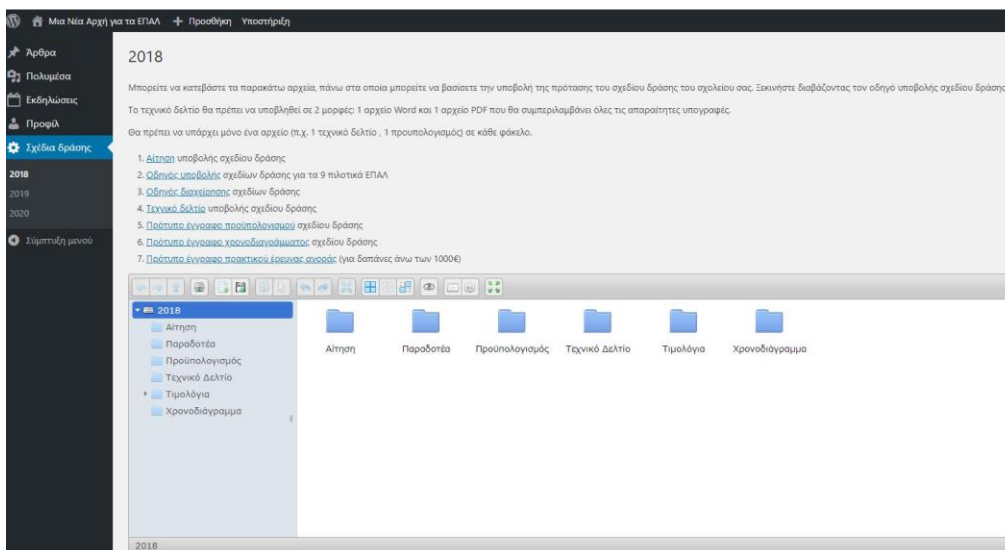 Μια Νέα Αρχή για τα ΕΠΑΛ Προσθήκη Υποστήριξη
Άρθρα
Πολυμέσα
Εκδηλώσεις
Προφίλ
Σχέδια δράσης
2018
2019
2020
Σύμπτυξη μενού
2018
Μπορείτε να κατεβάστε τα παρακάτω αρχεία, πάνω στα οποία μπορείτε να βασίσετε την υποβολή της πρότασης του σχεδίου δράσης του σχολείου σας. Ξεκινήστε διαβάζοντας τον οδηγό υποβολής σχεδίου δράσης
Το τεχνικό δελτίο θα πρέπει να υποβληθεί σε 2 μορφές: 1 αρχείο Word και 1 αρχείο PDF που θα συμπεριλαμβάνει όλες τις απαραίτητες υπογραφές.
Θα πρέπει να υπάρχει μόνο ένα αρχείο (π.χ. 1 τεχνικό δελτίο , 1 προυπολογισμός) σε κάθε φάκελο.
1. Αίτηση υποβολής σχεδίου δράσης
2. Οδηγός υποβολής σχεδίων δράσης για τα 9 πιλοτικά ΕΠΑΛ
3. Οδηγός διαχείρησης σχεδίων δράσης
4. Τεχνικό δελτίο υποβολής σχεδίου δράσης
5. Πρότυπο έγγραφο προϋπολογισμού σχεδίου δράσης
6. Πρότυπο έγγραφο χρονοδιαγράμματος σχεδίου δράσης
7. Πρότυπο έγγραφο πρακτικού έρευνας αγοράς (για δαπάνες άνω των 1000€)
2018
Αίτηση
Παραδοτέα
Προϋπολογισμός
Τεχνικό Δελτίο
Τιμολόγια
Χρονοδιάγραμμα
Αίτηση Παραδοτέα Προϋπολογισμός Τεχνικό Δελτίο Τιμολόγια Χρονοδιάγραμμα
2018